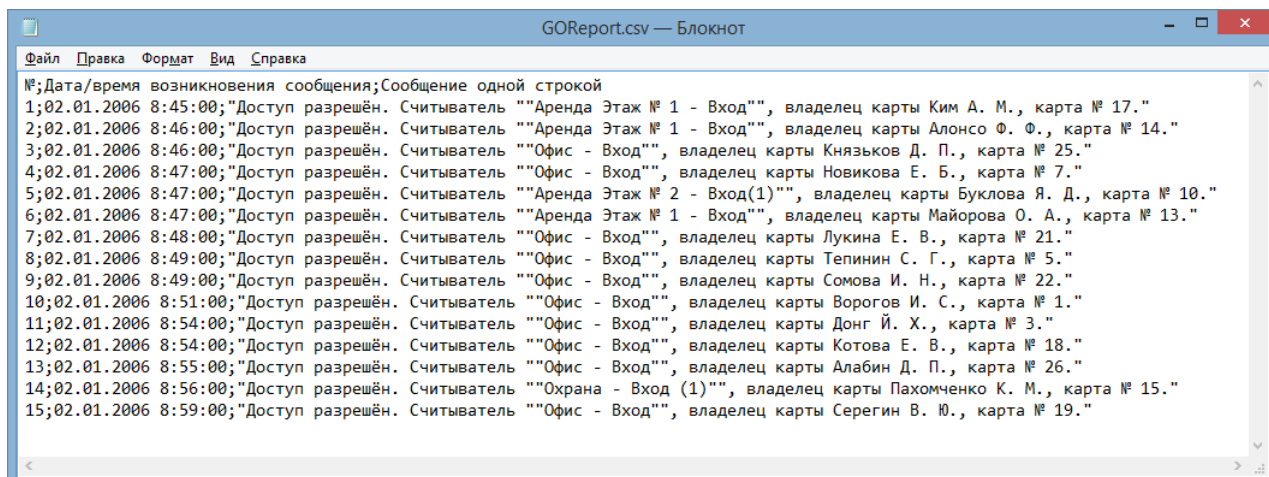 GOReport.csv — Блокнот
Файл Правка Формат Вид Справка
№;Дата/время возникновения сообщения;Сообщение одной строкой
1;02.01.2006 8:45:00;"Доступ разрешён. Считыватель ""Аренда Этаж № 1 - Вход"", владелец карты Ким А. М., карта № 17."
2;02.01.2006 8:46:00;"Доступ разрешён. Считыватель ""Аренда Этаж № 1 - Вход"", владелец карты Алонсо Ф. Ф., карта № 14."
3;02.01.2006 8:46:00;"Доступ разрешён. Считыватель ""Офис - Вход"", владелец карты Князьков Д. П., карта № 25."
4;02.01.2006 8:47:00;"Доступ разрешён. Считыватель ""Офис - Вход"", владелец карты Новикова Е. Б., карта № 7."
5;02.01.2006 8:47:00;"Доступ разрешён. Считыватель ""Аренда Этаж № 2 - Вход(1)"", владелец карты Буклова Я. Д., карта № 10."
6;02.01.2006 8:47:00;"Доступ разрешён. Считыватель ""Аренда Этаж № 1 - Вход"", владелец карты Майорова О. А., карта № 13."
7;02.01.2006 8:48:00;"Доступ разрешён. Считыватель ""Офис - Вход"", владелец карты Лукина Е. В., карта № 21."
8;02.01.2006 8:49:00;"Доступ разрешён. Считыватель ""Офис - Вход"", владелец карты Тепинин С. Г., карта № 5."
9;02.01.2006 8:49:00;"Доступ разрешён. Считыватель ""Офис - Вход"", владелец карты Сомова И. Н., карта № 22."
10;02.01.2006 8:51:00;"Доступ разрешён. Считыватель ""Офис - Вход"", владелец карты Ворогов И. С., карта № 1."
11;02.01.2006 8:54:00;"Доступ разрешён. Считыватель ""Офис - Вход"", владелец карты Донг Й. Х., карта № 3."
12;02.01.2006 8:54:00;"Доступ разрешён. Считыватель ""Офис - Вход"", владелец карты Котова Е. В., карта № 18."
13;02.01.2006 8:55:00;"Доступ разрешён. Считыватель ""Офис - Вход"", владелец карты Алабин Д. П., карта № 26."
14;02.01.2006 8:56:00;"Доступ разрешён. Считыватель ""Охрана - Вход (1)"", владелец карты Пахомченко К. М., карта № 15."
15;02.01.2006 8:59:00;"Доступ разрешён. Считыватель ""Офис - Вход"", владелец карты Серегин В. Ю., карта № 19."